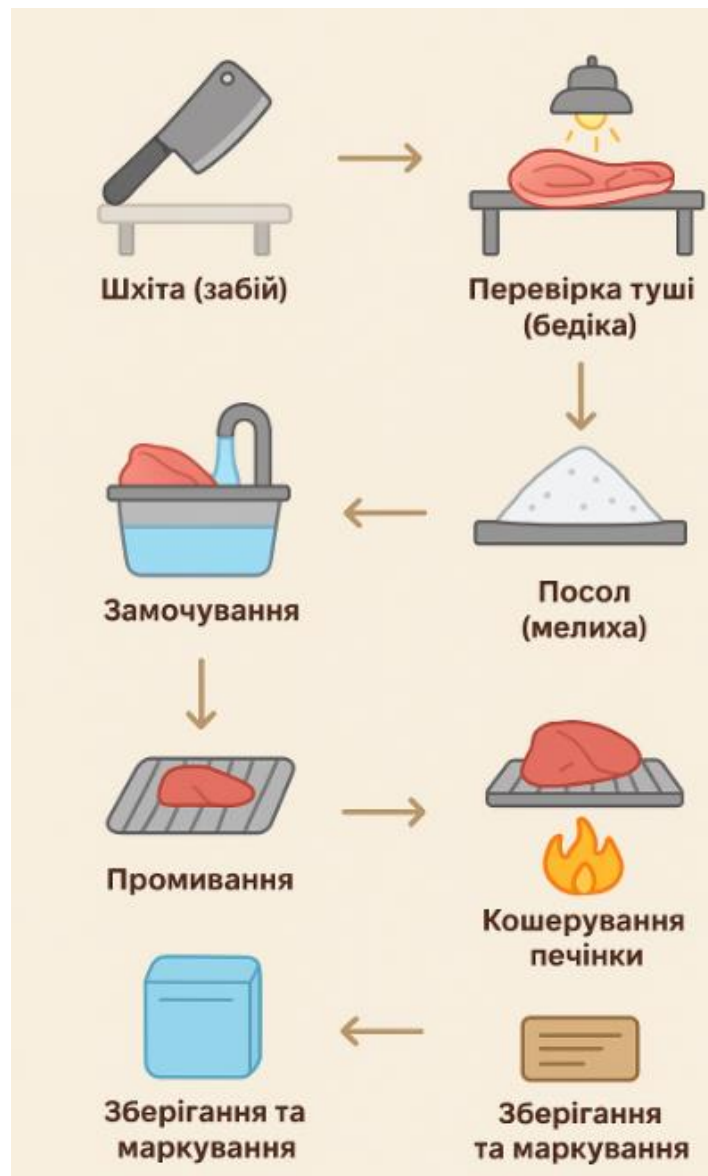 Шхіта (забій)
Перевірка туші
(бедіка)
Замочування
Посол
(мелиха)
Промивання
Кошерування
печінки
Зберігання та
маркування
Зберігання
та маркування